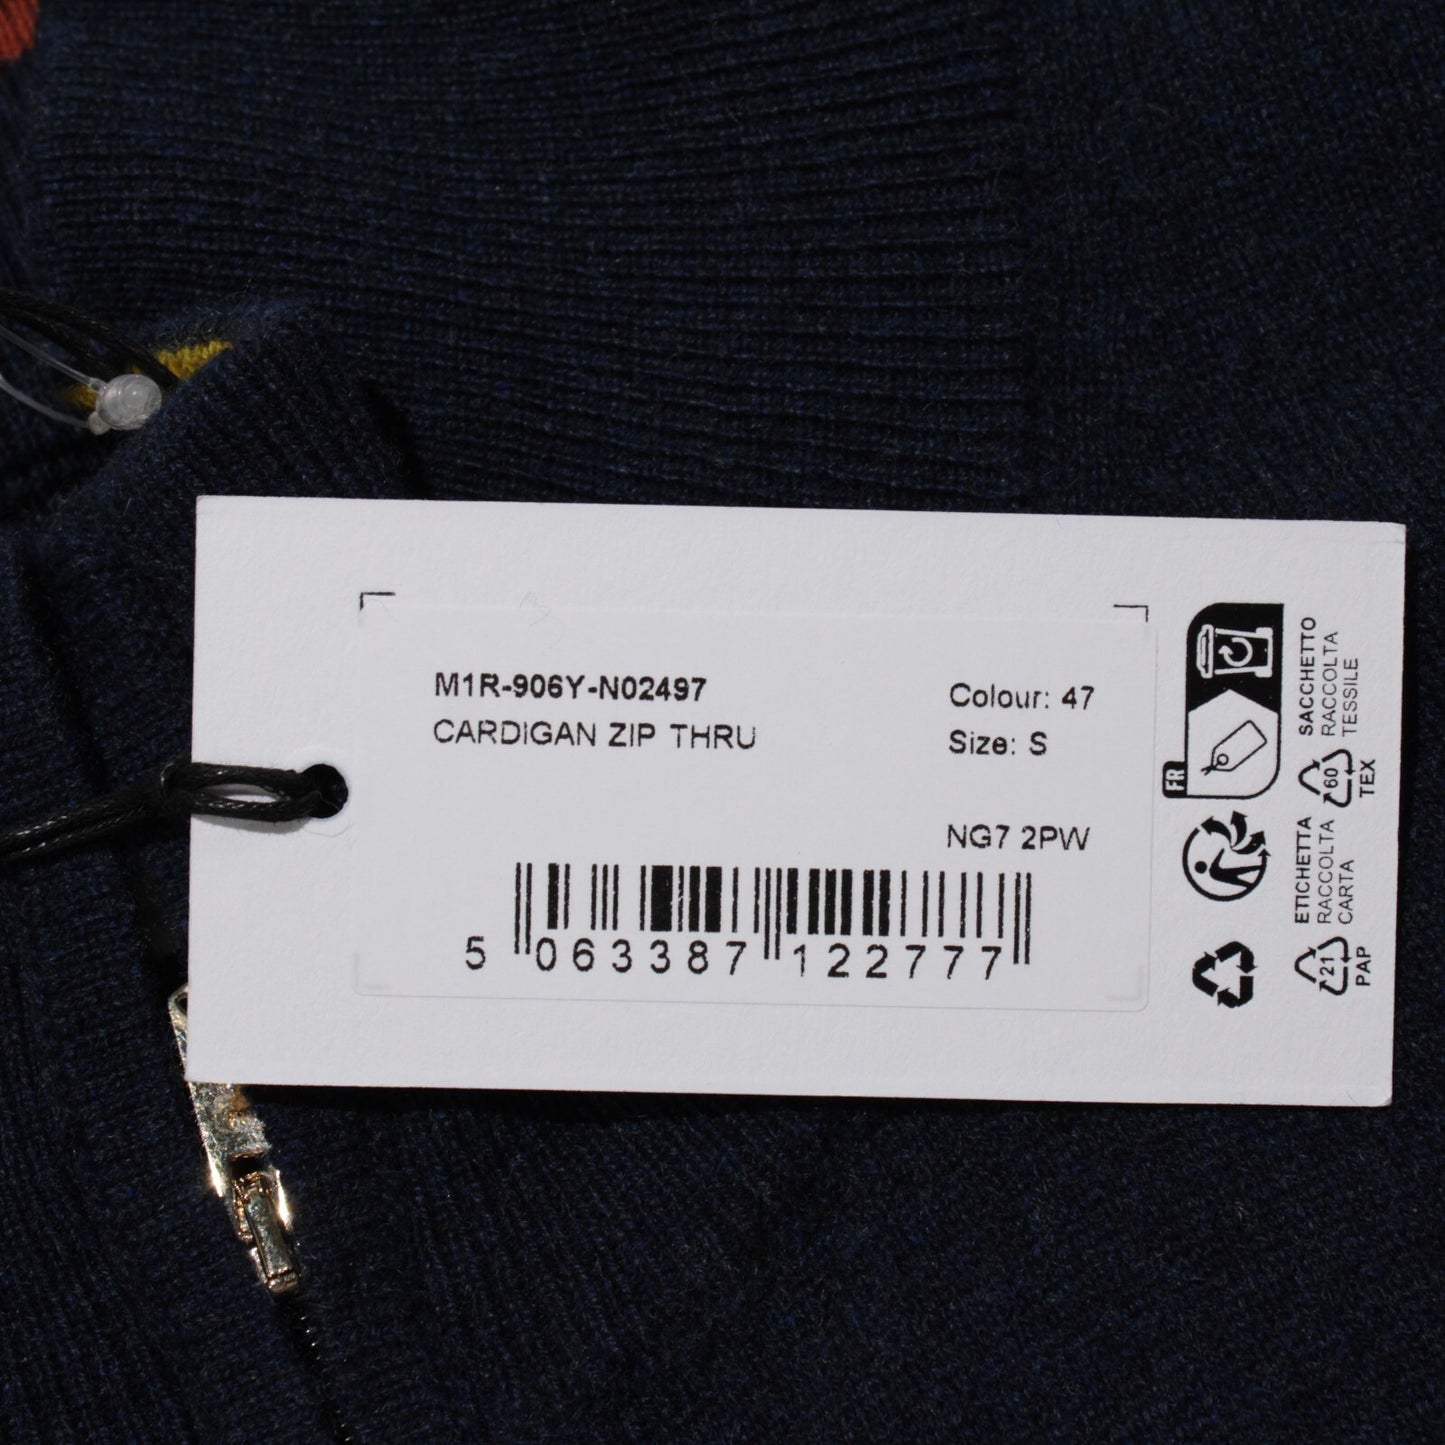 M1R-906Y-N02497
CARDIGAN ZIP THRU
Colour: 47
Size: S
NG7 2PW
5 063387 122777
FR
SACCHETTO
RACCOLTA
TESSILE
60
TEX
ETICHETTA
RACCOLTA
CARTA
21
PAP